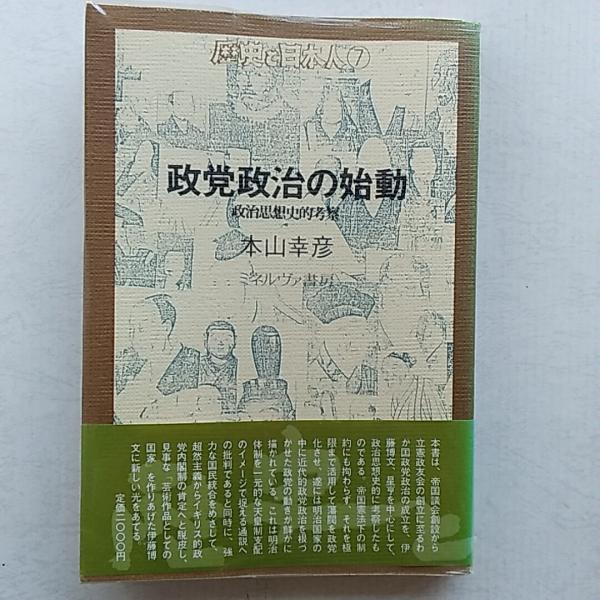 歴史と日本人⑦
政党政治の始動
政治思想史的考察
本山幸彦
ミネルヴァ書房
本書は、帝国議会創設から
立憲政友会の創立に至るわ
が国政党政治の成立を、伊
藤博文、星亨を中心にして、
政治思想史的に考察したも
のである。帝国憲法下の制
約にも拘わらず、それを極
限まで活用して藩閥を政党
化させ、遂には明治国家の
中に近代的政党政治を根づ
かせた政党の動きが鮮かに
描かれている。これは明治
体制を一元的な天皇制支配
のイメージで捉える通説へ
の批判であると同時に、強
力な国民統合をめざして、
超然主義からイギリス的政
党内閣制の肯定へと脱皮し、
見事な「芸術作品としての
国家」を作りあげた伊藤博
文に新しい光をあてる
定価二〇〇〇円